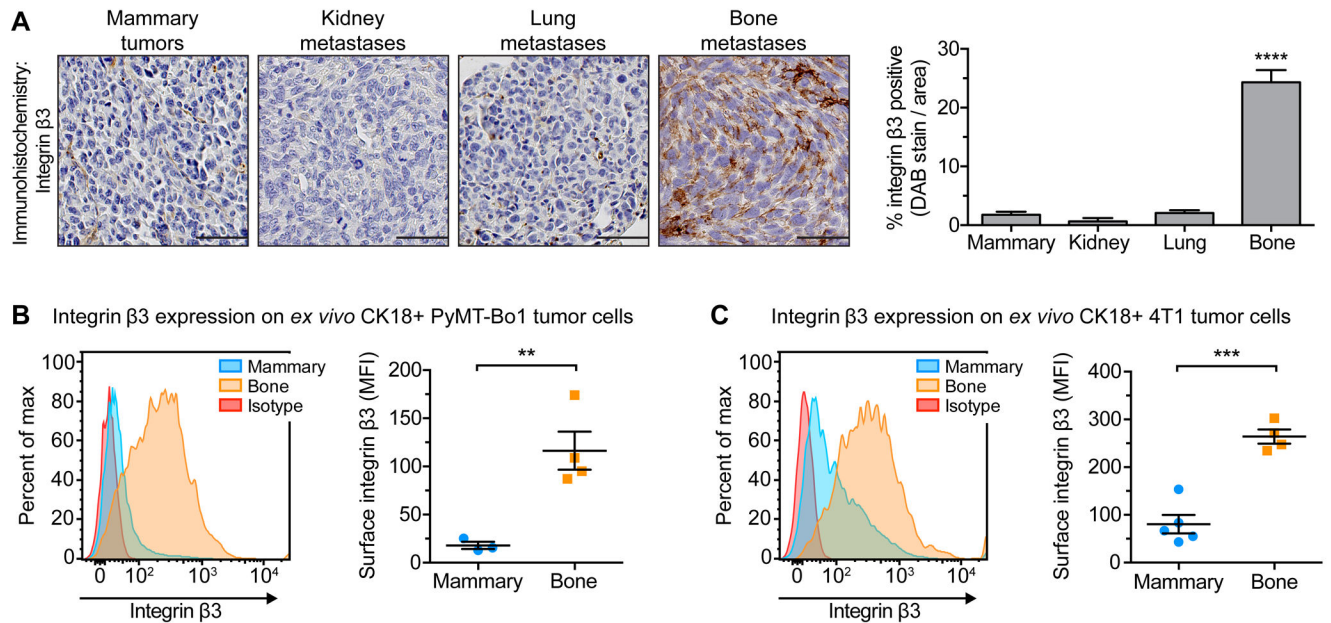 A
Mammary
tumors
Kidney
metastases
Lung
metastases
Bone
metastases
Immunohistochemistry:
Integrin β3
% integrin β3 positive
(DAB stain / area)
30
20
10
0
****
Mammary
Kidney
Lung
Bone
B
Integrin β3 expression on ex vivo CK18+ PyMT-Bo1 tumor cells
Percent of max
100
80
60
40
20
0
Mammary
Bone
Isotype
0
10²
10³
10⁴
Integrin β3
Surface integrin β3 (MFI)
200
150
100
50
0
**
Mammary
Bone
C
Integrin β3 expression on ex vivo CK18+ 4T1 tumor cells
Percent of max
100
80
60
40
20
0
Mammary
Bone
Isotype
0
10²
10³
10⁴
Integrin β3
Surface integrin β3 (MFI)
400
300
200
100
0
***
Mammary
Bone